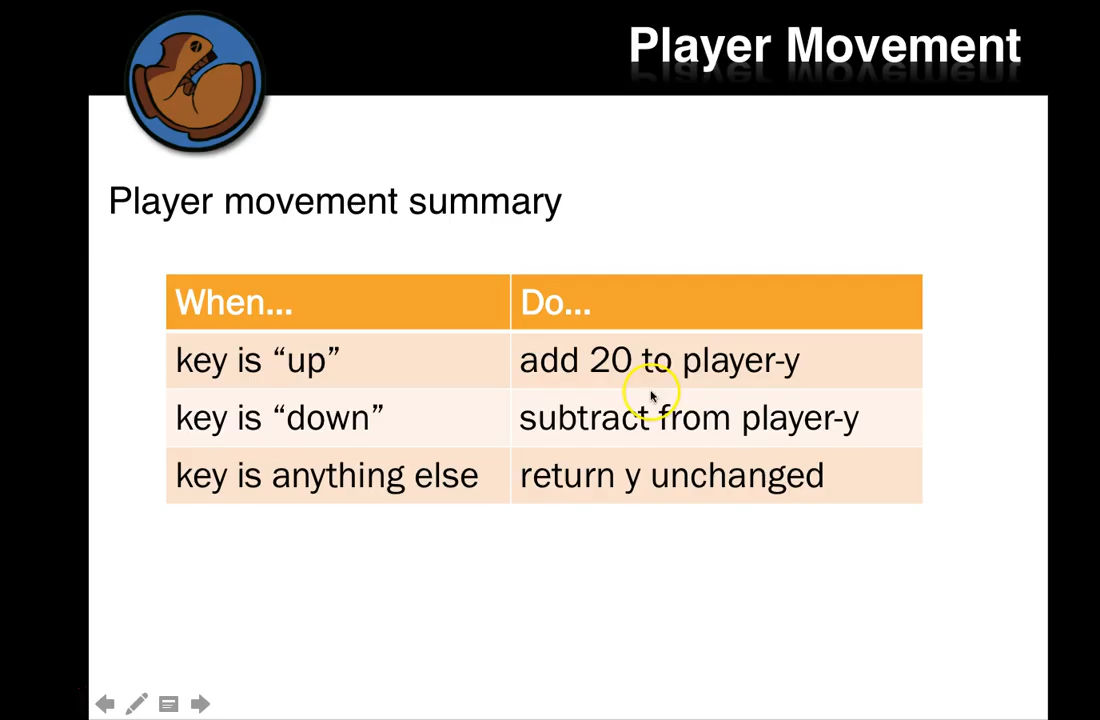 Player Movement
Player movement summary
When... Do...
key is “up” add 20 to player-y
key is “down” subtract from player-y
key is anything else return y unchanged